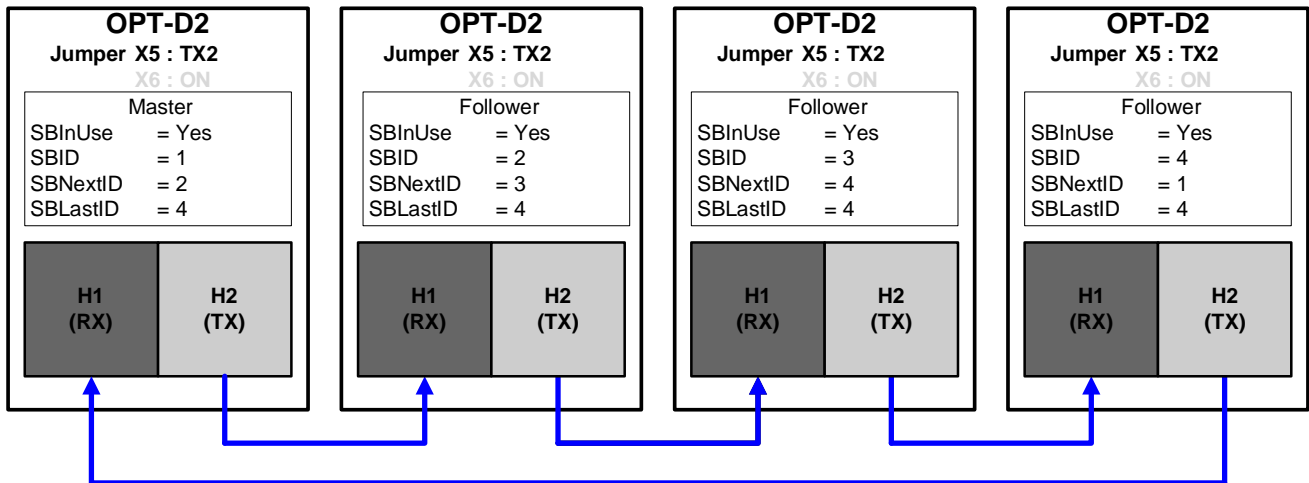 OPT-D2
Jumper X5 : TX2
X6 : ON
Master
SBInUse = Yes
SBID = 1
SBNextID = 2
SBLastID = 4
H1
(RX)
H2
(TX)
OPT-D2
Jumper X5 : TX2
X6 : ON
Follower
SBInUse = Yes
SBID = 2
SBNextID = 3
SBLastID = 4
H1
(RX)
H2
(TX)
OPT-D2
Jumper X5 : TX2
X6 : ON
Follower
SBInUse = Yes
SBID = 3
SBNextID = 4
SBLastID = 4
H1
(RX)
H2
(TX)
OPT-D2
Jumper X5 : TX2
X6 : ON
Follower
SBInUse = Yes
SBID = 4
SBNextID = 1
SBLastID = 4
H1
(RX)
H2
(TX)